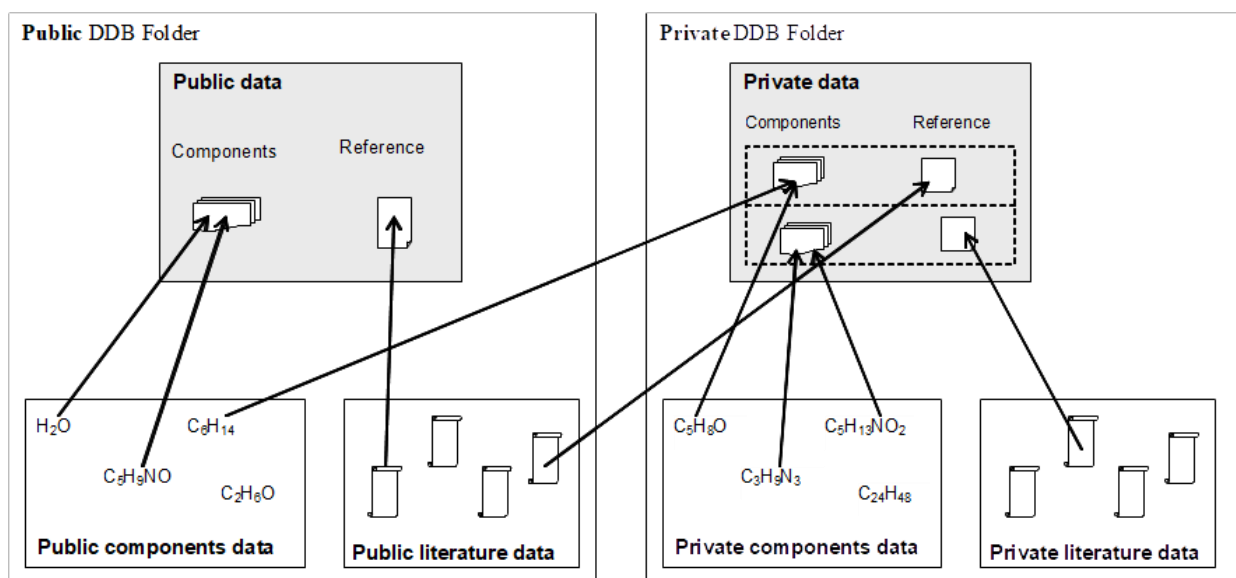 Public DDB Folder
Public data
Components
Reference
H₂O
C₆H₁₄
C₅H₉NO
C₂H₆O
Public components data
Public literature data
Private DDB Folder
Private data
Components
Reference
C₅H₈O
C₅H₁₃NO₂
C₃H₉N₃
C₂₄H₄₈
Private components data
Private literature data